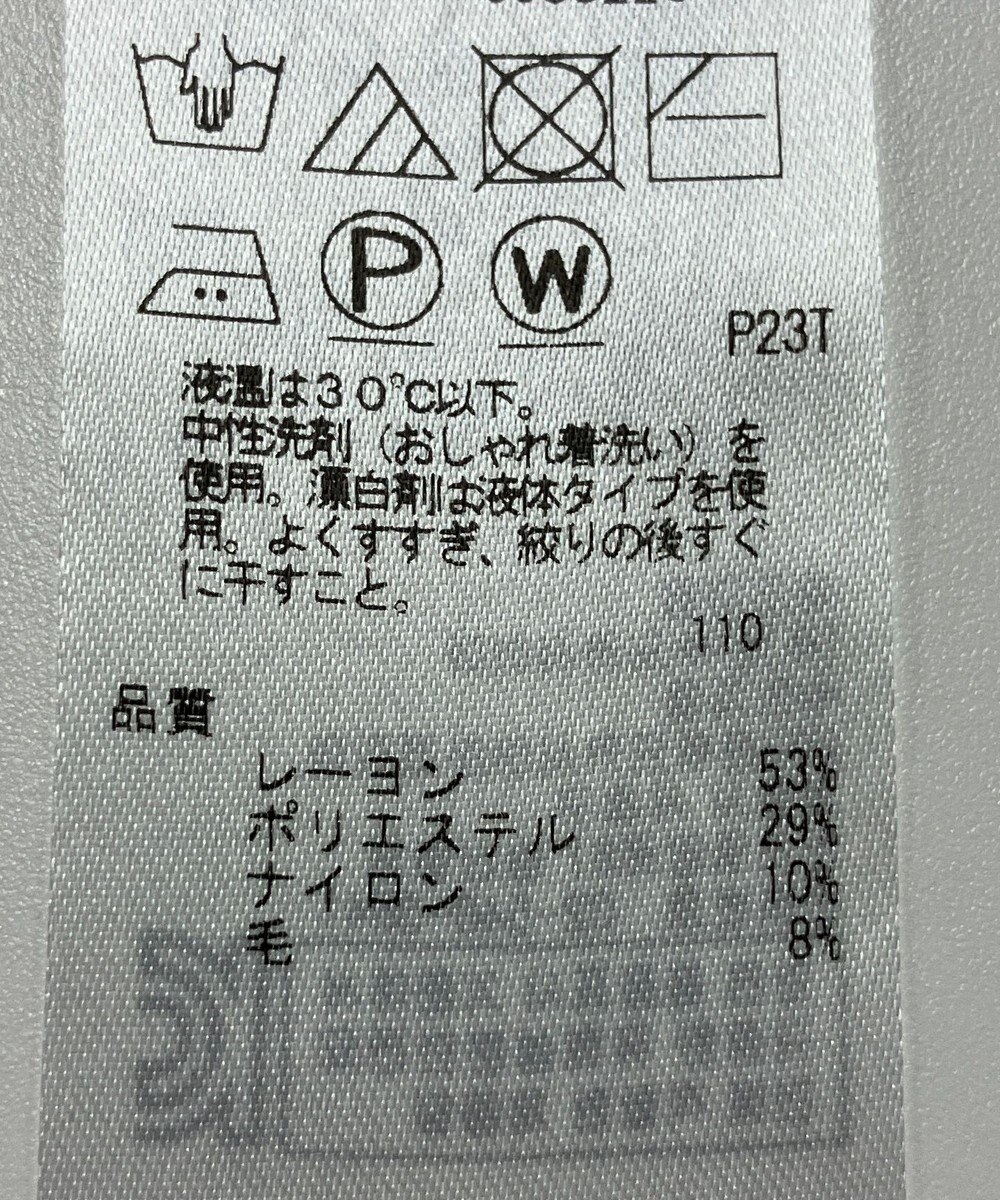 P
W
P23T
液温は30℃以下。
中性洗剤（おしゃれ着洗い）を
使用。漂白剤は液体タイプを使
用。よくすすぎ、絞りの後すぐ
に干すこと。
110
品質
レーヨン 53%
ポリエステル 29%
ナイロン 10%
毛 8%